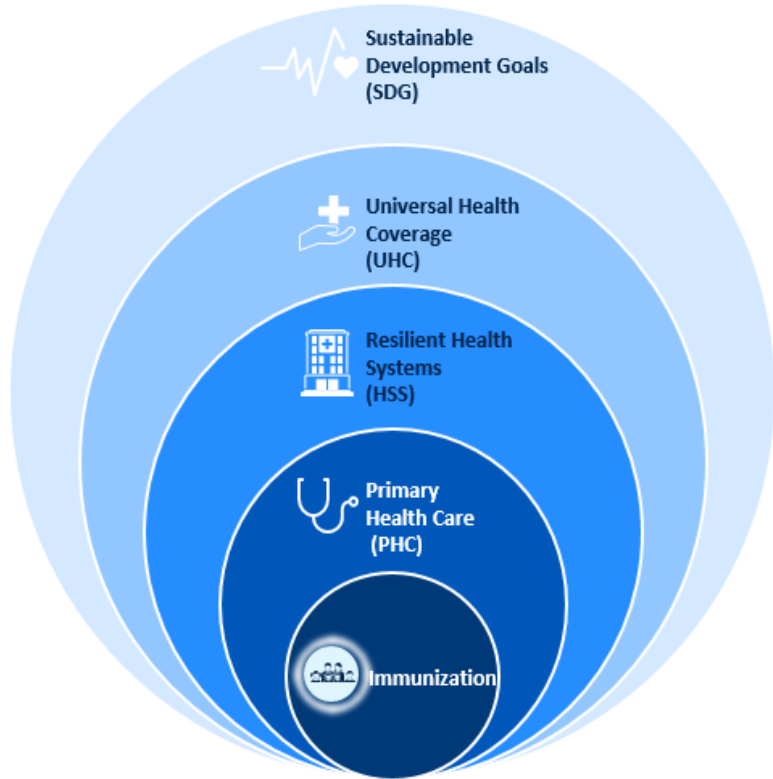 Sustainable
Development Goals
(SDG)
Universal Health
Coverage
(UHC)
Resilient Health
Systems
(HSS)
Primary
Health Care
(PHC)
Immunization